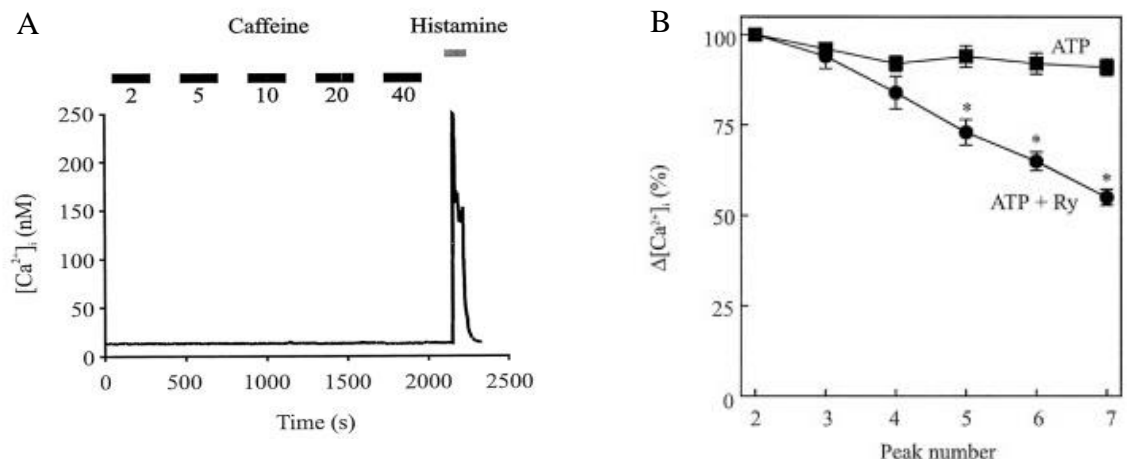 A
Caffeine Histamine
2 5 10 20 40
250
200
150
100
50
0
[Ca²⁺]ᵢ (nM)
0 500 1000 1500 2000 2500
Time (s)
B
100
75
50
25
0
Δ[Ca²⁺]ᵢ (%)
ATP
* * *
ATP + Ry
2 3 4 5 6 7
Peak number